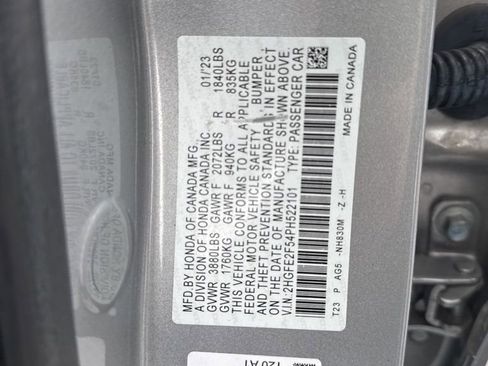 MFD. BY HONDA OF CANADA MFG.
A DIVISION OF HONDA CANADA INC. 01/23
GVWR 3880LBS GAWR F 2072LBS R 1840LBS
GVWR 1760KG GAWR F 940KG R 835KG
THIS VEHICLE CONFORMS TO ALL APPLICABLE
FEDERAL MOTOR VEHICLE SAFETY BUMPER
AND THEFT PREVENTION STANDARDS IN EFFECT
ON THE DATE OF MANUFACTURE SHOWN ABOVE.
V.I.N: 2HGFE2F54PH522101 TYPE: PASSENGER CAR
T23 P AG5 -NH830M -Z -H MADE IN CANADA
120A1